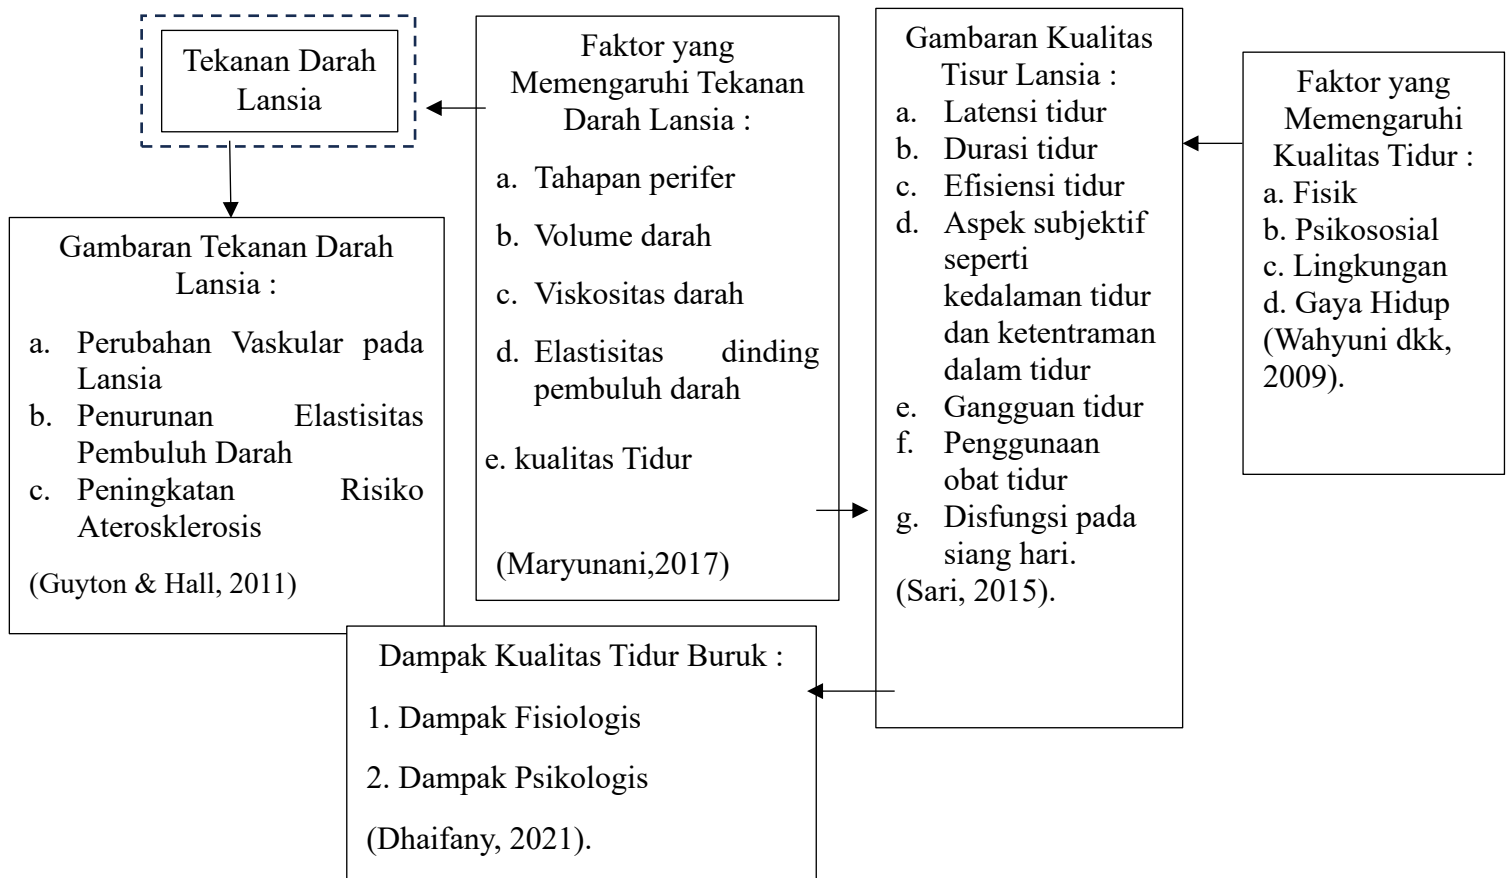 Tekanan Darah
Lansia
Gambaran Tekanan Darah
Lansia :
a. Perubahan Vaskular pada
Lansia
b. Penurunan Elastisitas
Pembuluh Darah
c. Peningkatan Risiko
Aterosklerosis
(Guyton & Hall, 2011)
Faktor yang
Memengaruhi Tekanan
Darah Lansia :
a. Tahapan perifer
b. Volume darah
c. Viskositas darah
d. Elastisitas dinding
pembuluh darah
e. kualitas Tidur
(Maryunani,2017)
Gambaran Kualitas
Tisur Lansia :
a. Latensi tidur
b. Durasi tidur
c. Efisiensi tidur
d. Aspek subjektif
seperti
kedalaman tidur
dan ketentraman
dalam tidur
e. Gangguan tidur
f. Penggunaan
obat tidur
g. Disfungsi pada
siang hari.
(Sari, 2015).
Faktor yang
Memengaruhi
Kualitas Tidur :
a. Fisik
b. Psikososial
c. Lingkungan
d. Gaya Hidup
(Wahyuni dkk,
2009).
Dampak Kualitas Tidur Buruk :
1. Dampak Fisiologis
2. Dampak Psikologis
(Dhaifany, 2021).